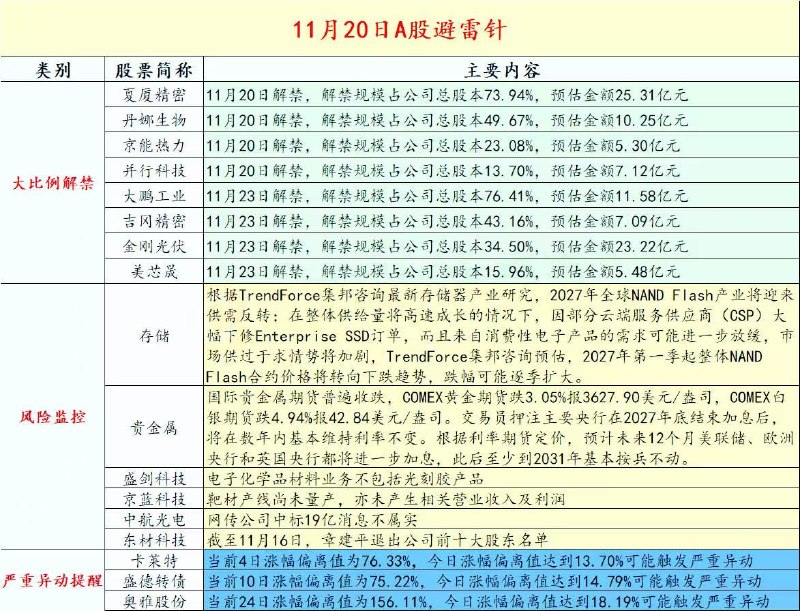 11月20日A股避雷针
类别 股票简称 主要内容
大比例解禁
夏厦精密 11月20日解禁，解禁规模占公司总股本73.94%，预估金额25.31亿元
丹娜生物 11月20日解禁，解禁规模占公司总股本49.67%，预估金额10.25亿元
京能热力 11月20日解禁，解禁规模占公司总股本23.08%，预估金额5.30亿元
并行科技 11月20日解禁，解禁规模占公司总股本13.70%，预估金额7.12亿元
大鹏工业 11月23日解禁，解禁规模占公司总股本76.41%，预估金额11.58亿元
吉冈精密 11月23日解禁，解禁规模占公司总股本43.16%，预估金额7.09亿元
金刚光伏 11月23日解禁，解禁规模占公司总股本34.50%，预估金额23.22亿元
美芯晟 11月23日解禁，解禁规模占公司总股本15.96%，预估金额5.48亿元
风险监控
存储
根据TrendForce集邦咨询最新存储器产业研究，2027年全球NAND Flash产业将迎来
供需反转：在整体供给量将高速成长的情况下，因部分云端服务供应商（CSP）大
幅下修Enterprise SSD订单，而且来自消费性电子产品的需求可能进一步放缓，市
场供过于求情势将加剧，TrendForce集邦咨询预估，2027年第一季起整体NAND
Flash合约价格将转向下跌趋势，跌幅可能逐季扩大。
贵金属
国际贵金属期货普遍收跌，COMEX黄金期货跌3.05%报3627.90美元/盎司，COMEX白
银期货跌4.94%报42.84美元/盎司。交易员押注主要央行在2027年底结束加息后，
将在数年内基本维持利率不变。根据利率期货定价，预计未来12个月美联储、欧洲
央行和英国央行都将进一步加息，此后至少到2031年基本按兵不动。
盛剑科技 电子化学品材料业务不包括光刻胶产品
京蓝科技 靶材产线尚未量产，亦未产生相关营业收入及利润
中航光电 网传公司中标19亿消息不属实
东材科技 截至11月16日，章建平退出公司前十大股东名单
严重异动提醒
卡莱特 当前4日涨幅偏离值为76.33%，今日涨幅偏离值达到13.70%可能触发严重异动
盛德转债 当前10日涨幅偏离值为75.22%，今日涨幅偏离值达到14.79%可能触发严重异动
奥雅股份 当前24日涨幅偏离值为156.11%，今日涨幅偏离值达到18.19%可能触发严重异动